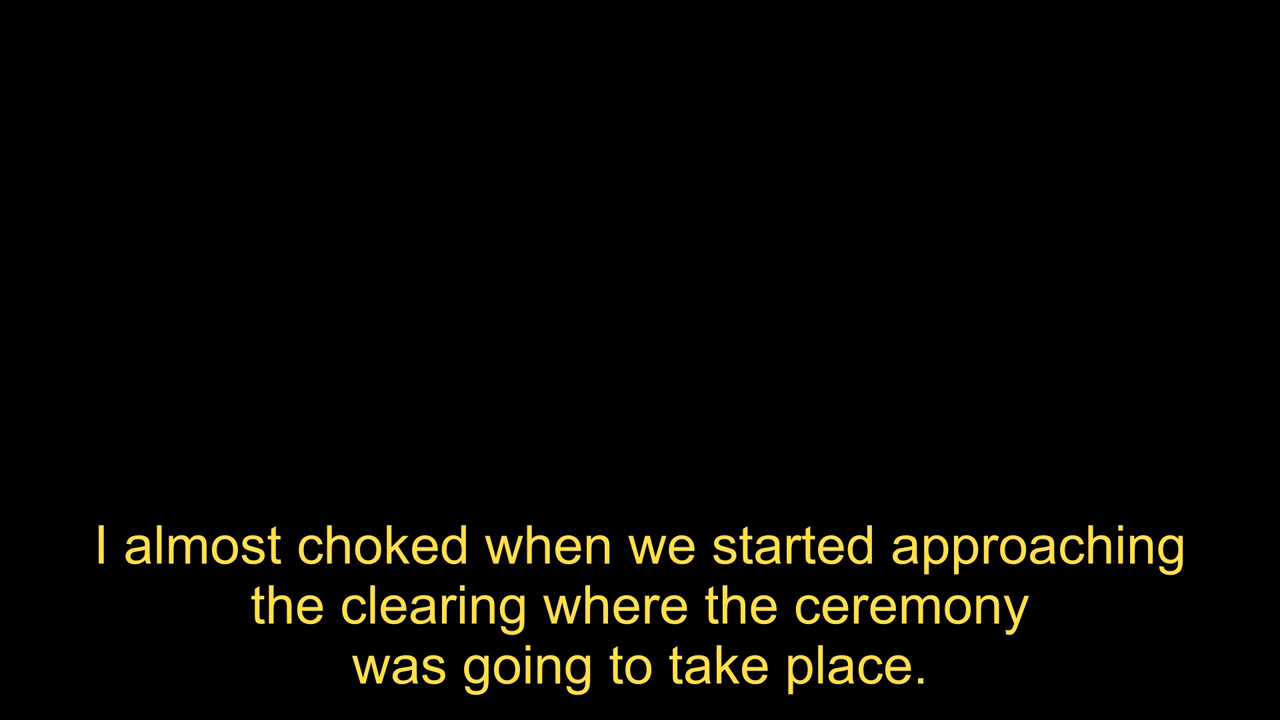 I almost choked when we started approaching
the clearing where the ceremony
was going to take place.